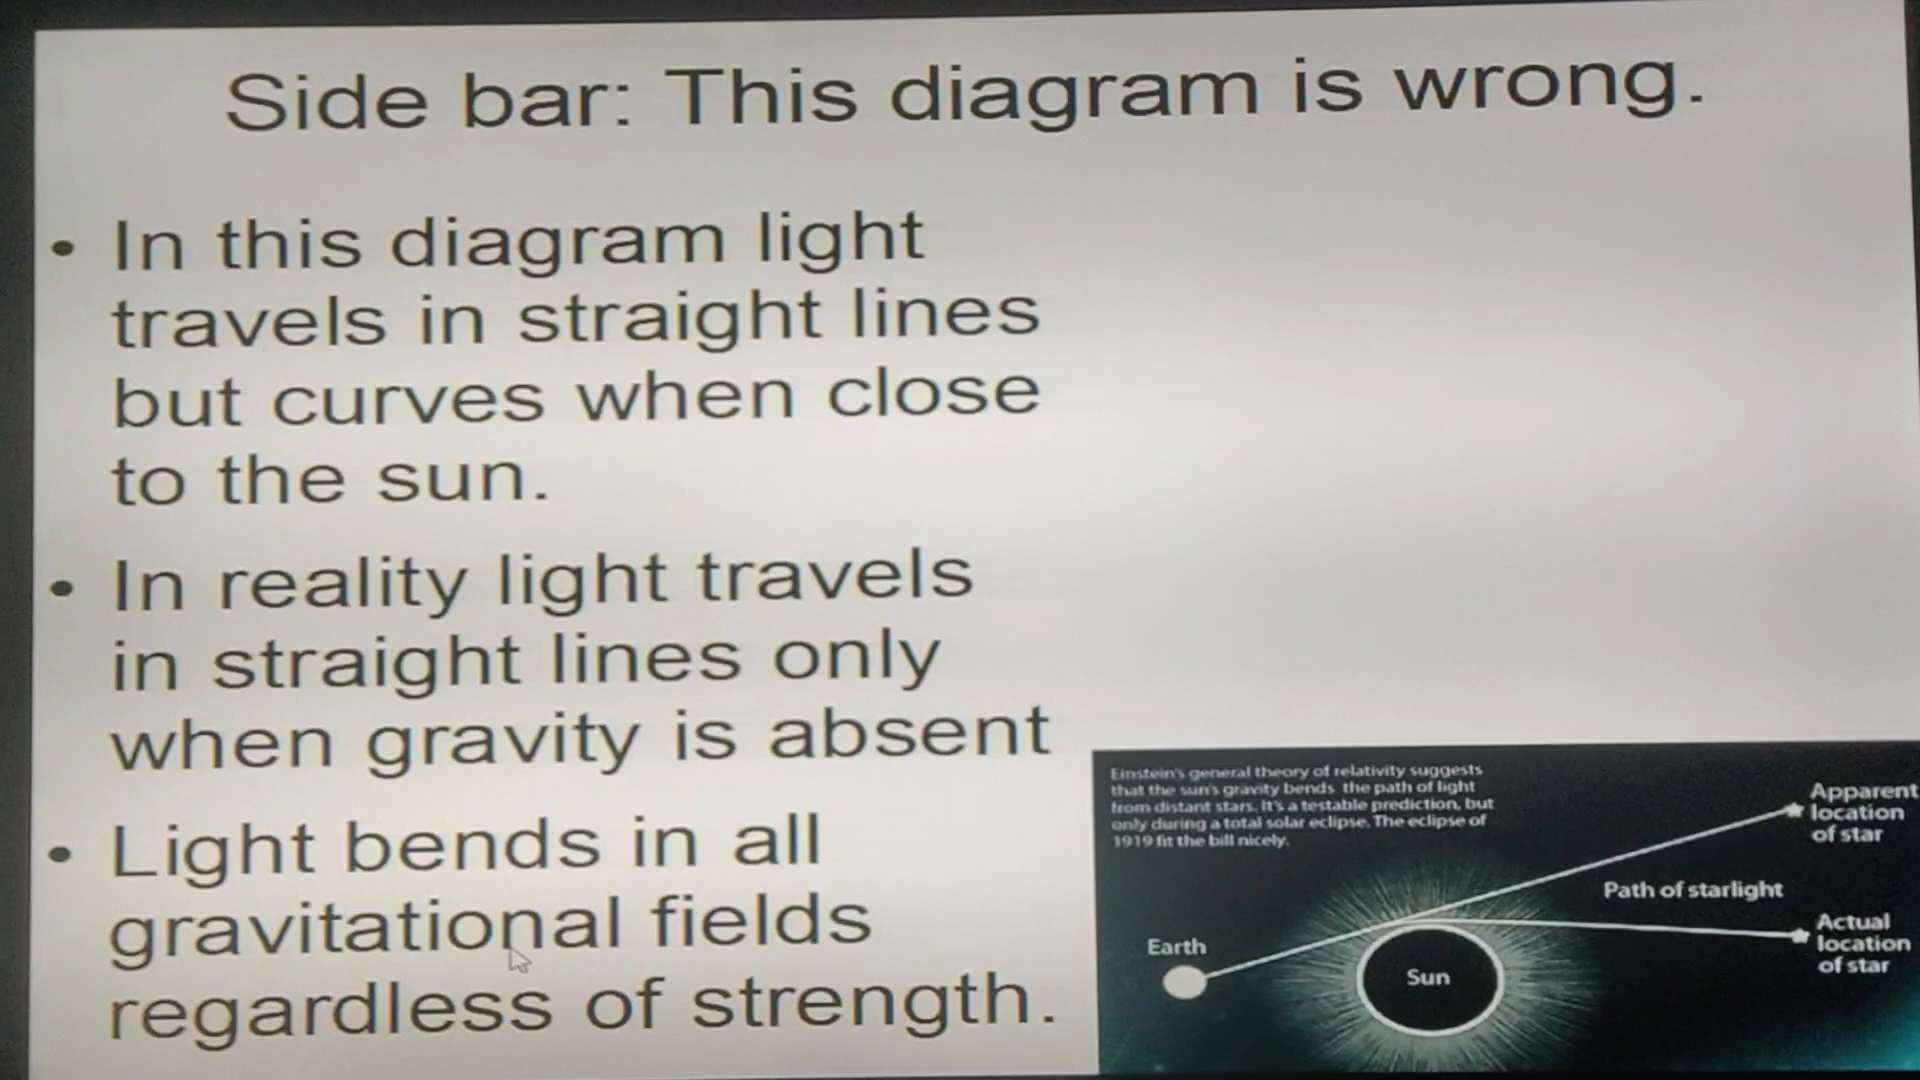 Side bar: This diagram is wrong.
• In this diagram light
travels in straight lines
but curves when close
to the sun.
• In reality light travels
in straight lines only
when gravity is absent
• Light bends in all
gravitational fields
regardless of strength.
Einstein's general theory of relativity suggests
that the sun's gravity bends the path of light
from distant stars. It's a testable prediction, but
only during a total solar eclipse. The eclipse of
1919 fit the bill nicely.
Apparent
location
of star
Path of starlight
Actual
location
of star
Earth
Sun